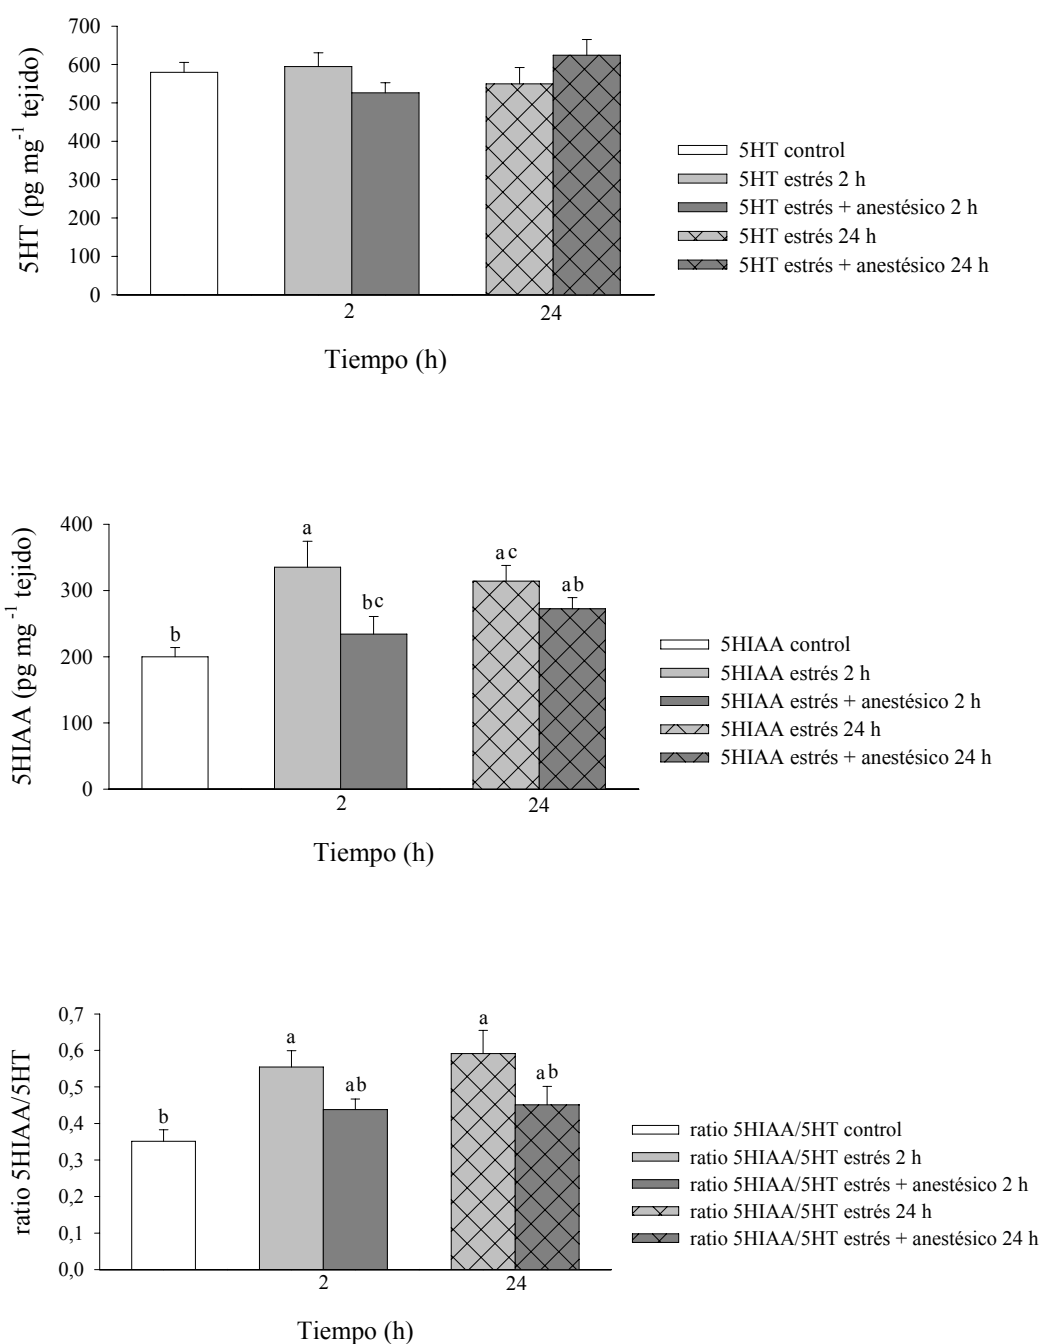 700
600
500
400
300
200
100
0
5HT (pg mg⁻¹ tejido)
2
24
Tiempo (h)
5HT control
5HT estrés 2 h
5HT estrés + anestésico 2 h
5HT estrés 24 h
5HT estrés + anestésico 24 h
400
300
200
100
0
5HIAA (pg mg⁻¹ tejido)
b
a
bc
ac
ab
2
24
Tiempo (h)
5HIAA control
5HIAA estrés 2 h
5HIAA estrés + anestésico 2 h
5HIAA estrés 24 h
5HIAA estrés + anestésico 24 h
0,7
0,6
0,5
0,4
0,3
0,2
0,1
0,0
ratio 5HIAA/5HT
b
a
ab
a
ab
2
24
Tiempo (h)
ratio 5HIAA/5HT control
ratio 5HIAA/5HT estrés 2 h
ratio 5HIAA/5HT estrés + anestésico 2 h
ratio 5HIAA/5HT estrés 24 h
ratio 5HIAA/5HT estrés + anestésico 24 h